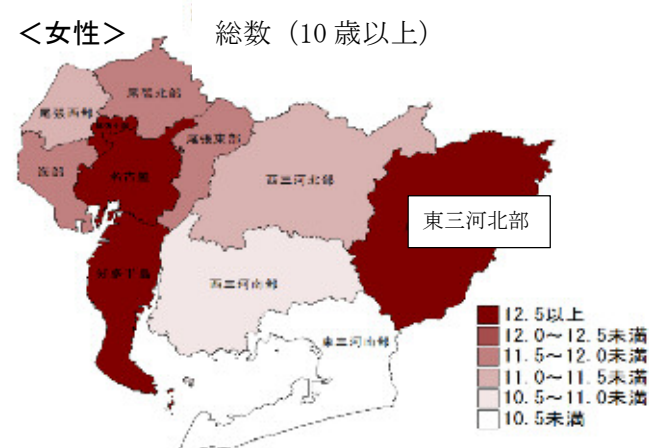 ＜女性＞ 総数（10歳以上）
尾張北部
尾張西部
尾張東部
海部
名古屋
西三河北部
東三河北部
知多半島
西三河南部
東三河南部
12.5以上
12.0～12.5未満
11.5～12.0未満
11.0～11.5未満
10.5～11.0未満
10.5未満